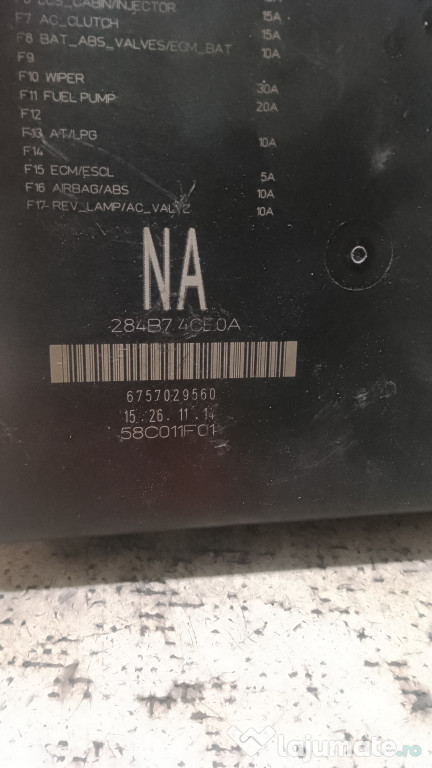 F7 AC_CLUTCH 15A
F8 BAT_ABS_VALVES/ECM_BAT 15A
F9 10A
F10 WIPER
F11 FUEL PUMP 30A
F12 20A
F13 AT/LPG
F14 10A
F15 ECM/ESCL
F16 AIRBAG/ABS 5A
F17 REV_LAMP/AC_VALV2 10A
10A
NA
284B7 4CE0A
6757029560
15 26.11.14
58C011F01
lajumate.ro